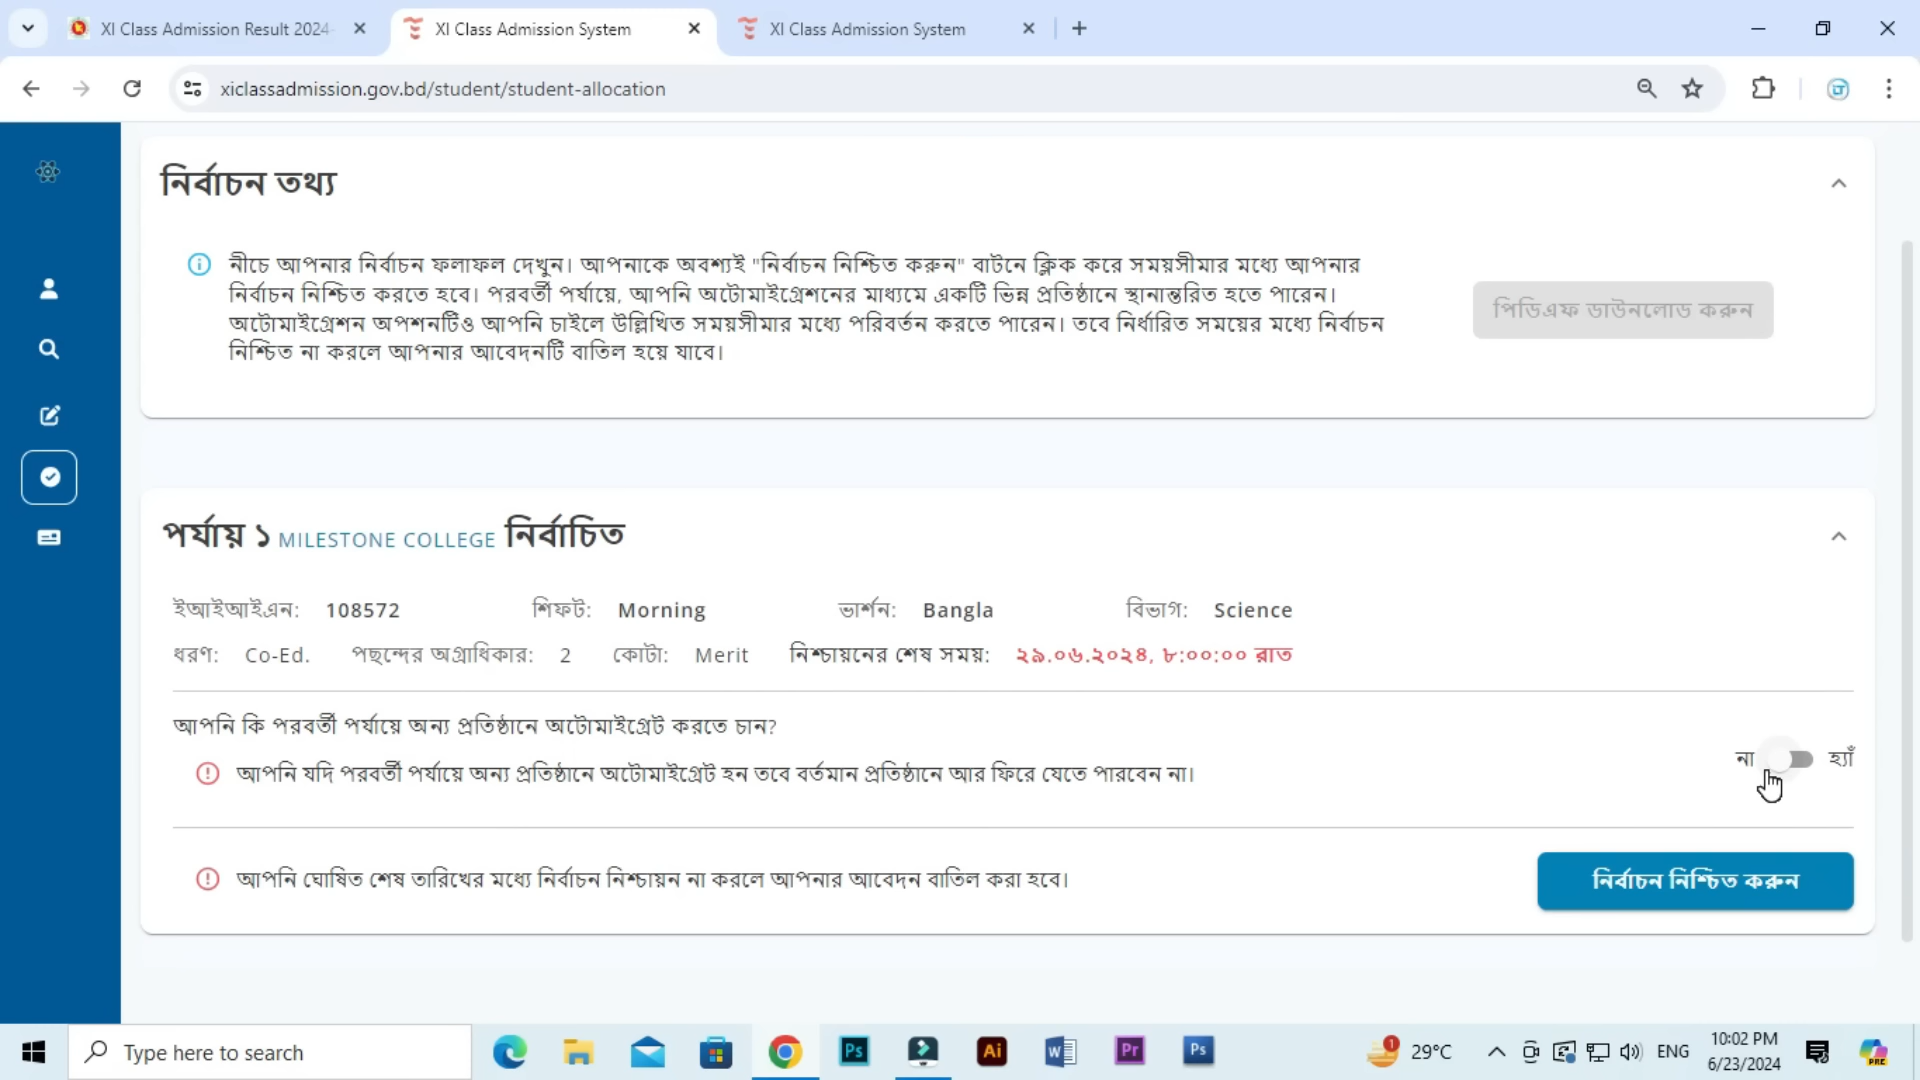 XI Class Admission Result 2024
XI Class Admission System
XI Class Admission System
xiclassadmission.gov.bd/student/student-allocation
নির্বাচন তথ্য
নীচে আপনার নির্বাচন ফলাফল দেখুন। আপনাকে অবশ্যই "নির্বাচন নিশ্চিত করুন" বাটনে ক্লিক করে সময়সীমার মধ্যে আপনার
নির্বাচন নিশ্চিত করতে হবে। পরবর্তী পর্যায়ে, আপনি অটোমাইগ্রেশনের মাধ্যমে একটি ভিন্ন প্রতিষ্ঠানে স্থানান্তরিত হতে পারেন।
অটোমাইগ্রেশন অপশনটিও আপনি চাইলে উল্লিখিত সময়সীমার মধ্যে পরিবর্তন করতে পারেন। তবে নির্ধারিত সময়ের মধ্যে নির্বাচন
নিশ্চিত না করলে আপনার আবেদনটি বাতিল হয়ে যাবে।
পিডিএফ ডাউনলোড করুন
পর্যায় ১ MILESTONE COLLEGE নির্বাচিত
ইআইআইএন: 108572 শিফট: Morning ভার্শন: Bangla বিভাগ: Science
ধরণ: Co-Ed. পছন্দের অগ্রাধিকার: 2 কোটা: Merit নিশ্চায়নের শেষ সময়: ২৯.০৬.২০২৪, ৮:০০:০০ রাত
আপনি কি পরবর্তী পর্যায়ে অন্য প্রতিষ্ঠানে অটোমাইগ্রেট করতে চান?
আপনি যদি পরবর্তী পর্যায়ে অন্য প্রতিষ্ঠানে অটোমাইগ্রেট হন তবে বর্তমান প্রতিষ্ঠানে আর ফিরে যেতে পারবেন না।
না হ্যাঁ
আপনি ঘোষিত শেষ তারিখের মধ্যে নির্বাচন নিশ্চায়ন না করলে আপনার আবেদন বাতিল করা হবে।
নির্বাচন নিশ্চিত করুন
Type here to search
Ps
Ai
W
Pr
Ps
1
29°C
ENG
10:02 PM
6/23/2024
PRE